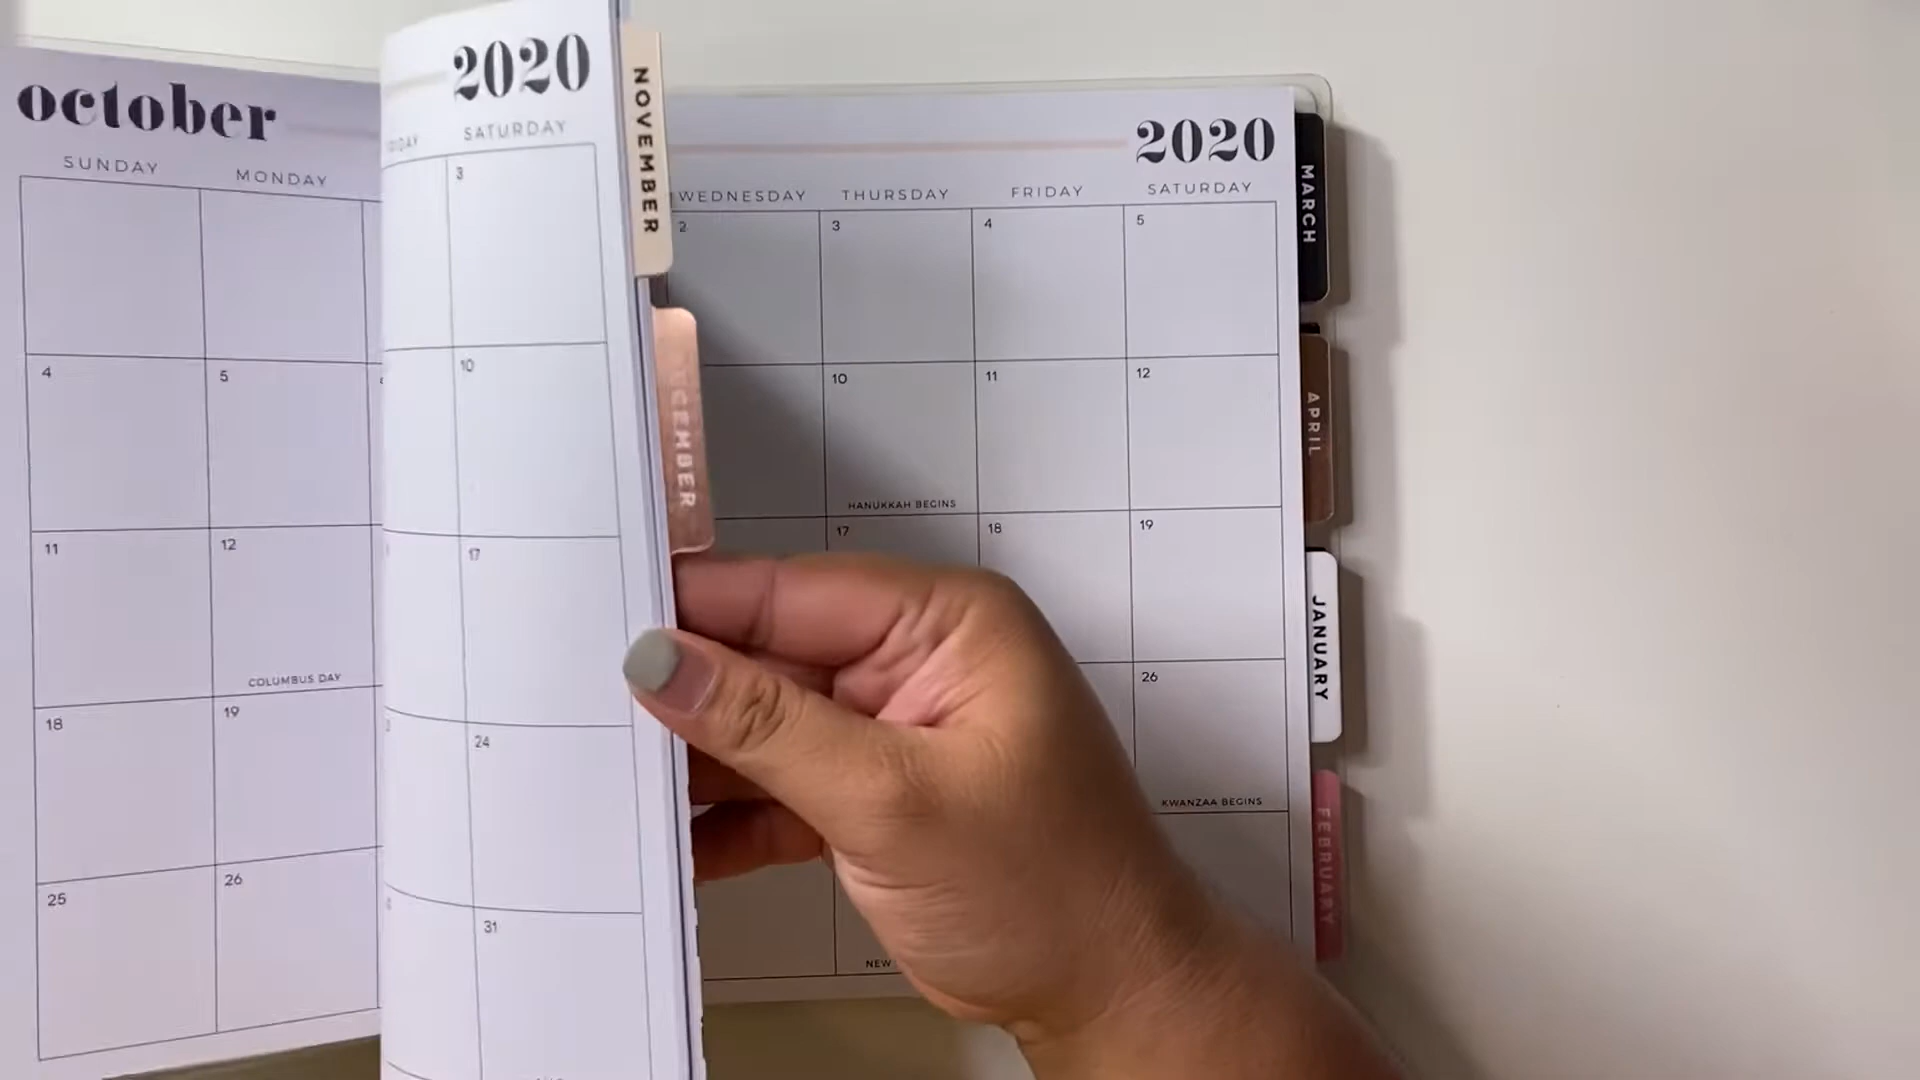 october
SUNDAY MONDAY
4 5
11 12
COLUMBUS DAY
18 19
25 26
2020
SATURDAY
3
10
17
24
31
NOVEMBER
2020
WEDNESDAY THURSDAY FRIDAY SATURDAY
2 3 4 5
10 11 12
HANUKKAH BEGINS
17 18 19
26
KWANZAA BEGINS
NEW
MARCH
APRIL
JANUARY
FEBRUARY